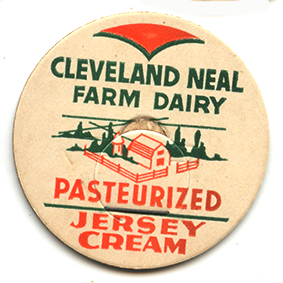 CLEVELAND NEAL
FARM DAIRY
PASTEURIZED
JERSEY
CREAM